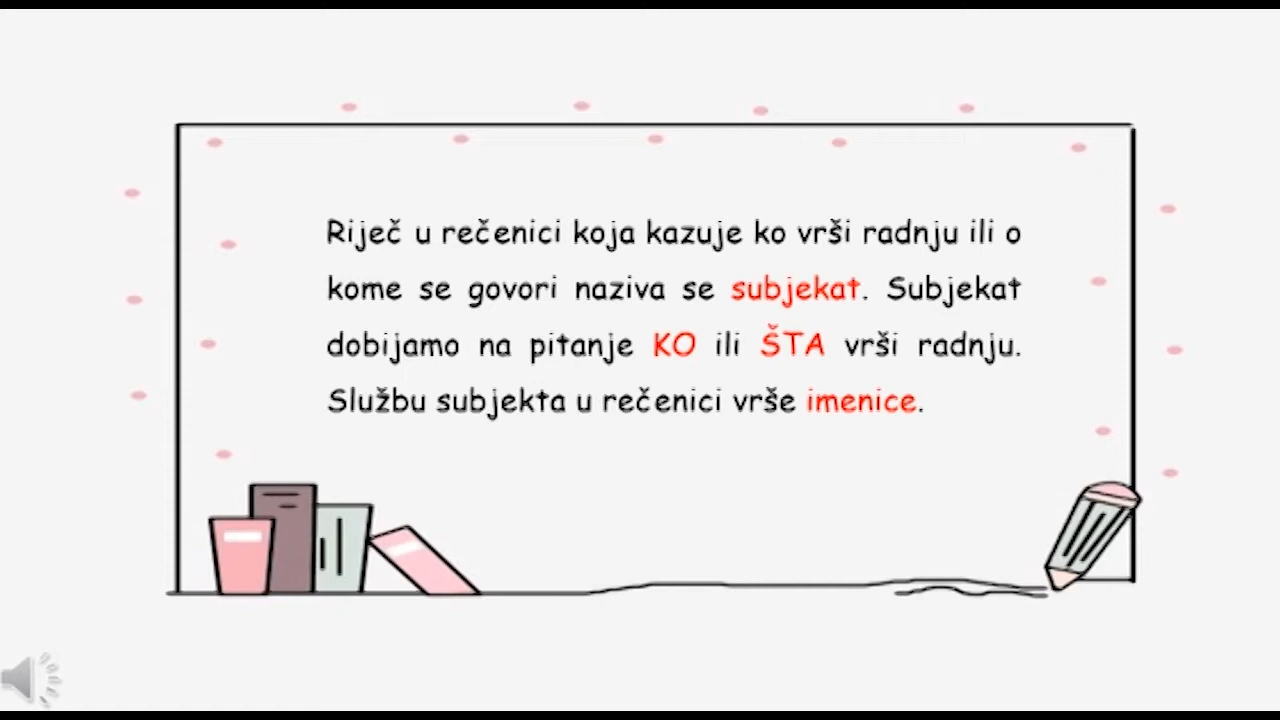 Riječ u rečenici koja kazuje ko vrši radnju ili o
kome se govori naziva se subjekat. Subjekat
dobijamo na pitanje KO ili ŠTA vrši radnju.
Službu subjekta u rečenici vrše imenice.